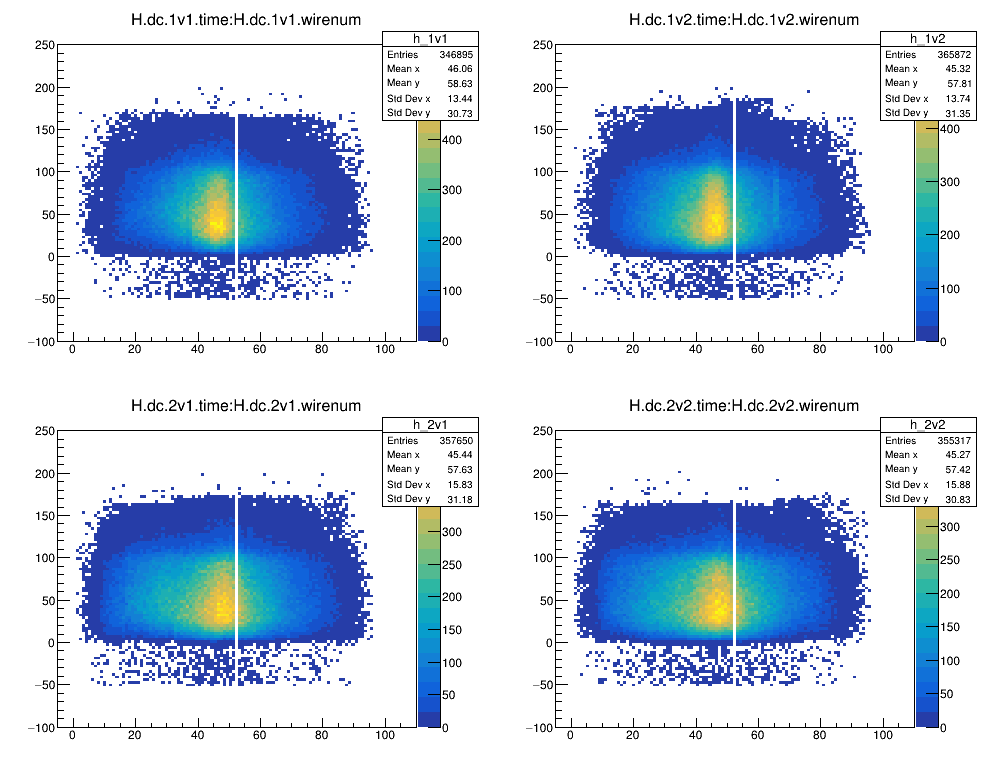 H.dc.1v1.time:H.dc.1v1.wirenum
h_1v1
Entries 346895
Mean x 46.06
Mean y 58.63
Std Dev x 13.44
Std Dev y 30.73
250
200
150
100
50
0
−50
−100
0 20 40 60 80 100
400
300
200
100
0
H.dc.1v2.time:H.dc.1v2.wirenum
h_1v2
Entries 365872
Mean x 45.32
Mean y 57.81
Std Dev x 13.74
Std Dev y 31.35
250
200
150
100
50
0
−50
−100
0 20 40 60 80 100
400
300
200
100
0
H.dc.2v1.time:H.dc.2v1.wirenum
h_2v1
Entries 357650
Mean x 45.44
Mean y 57.63
Std Dev x 15.83
Std Dev y 31.18
250
200
150
100
50
0
−50
−100
0 20 40 60 80 100
300
250
200
150
100
50
0
H.dc.2v2.time:H.dc.2v2.wirenum
h_2v2
Entries 355317
Mean x 45.27
Mean y 57.42
Std Dev x 15.88
Std Dev y 30.83
250
200
150
100
50
0
−50
−100
0 20 40 60 80 100
300
250
200
150
100
50
0